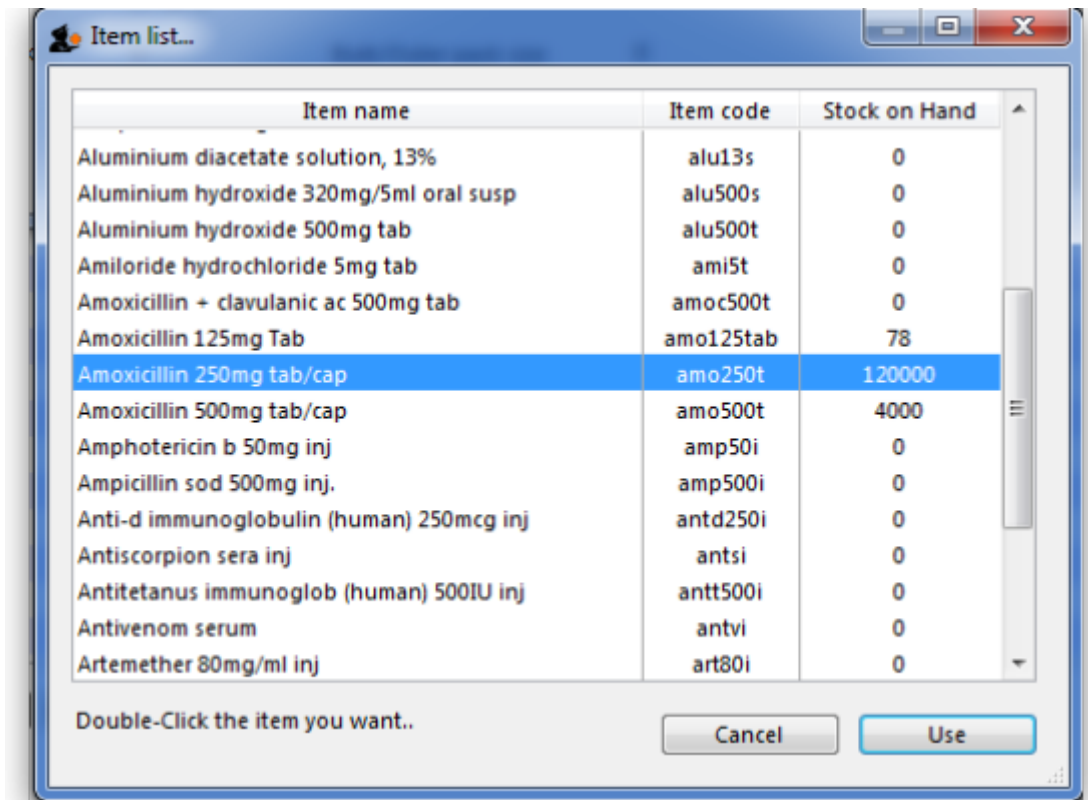 Item list...
Item name Item code Stock on Hand
Aluminium diacetate solution, 13% alu13s 0
Aluminium hydroxide 320mg/5ml oral susp alu500s 0
Aluminium hydroxide 500mg tab alu500t 0
Amiloride hydrochloride 5mg tab ami5t 0
Amoxicillin + clavulanic ac 500mg tab amoc500t 0
Amoxicillin 125mg Tab amo125tab 78
Amoxicillin 250mg tab/cap amo250t 120000
Amoxicillin 500mg tab/cap amo500t 4000
Amphotericin b 50mg inj amp50i 0
Ampicillin sod 500mg inj. amp500i 0
Anti-d immunoglobulin (human) 250mcg inj antd250i 0
Antiscorpion sera inj antsi 0
Antitetanus immunoglob (human) 500IU inj antt500i 0
Antivenom serum antvi 0
Artemether 80mg/ml inj art80i 0
Double-Click the item you want..
Cancel Use